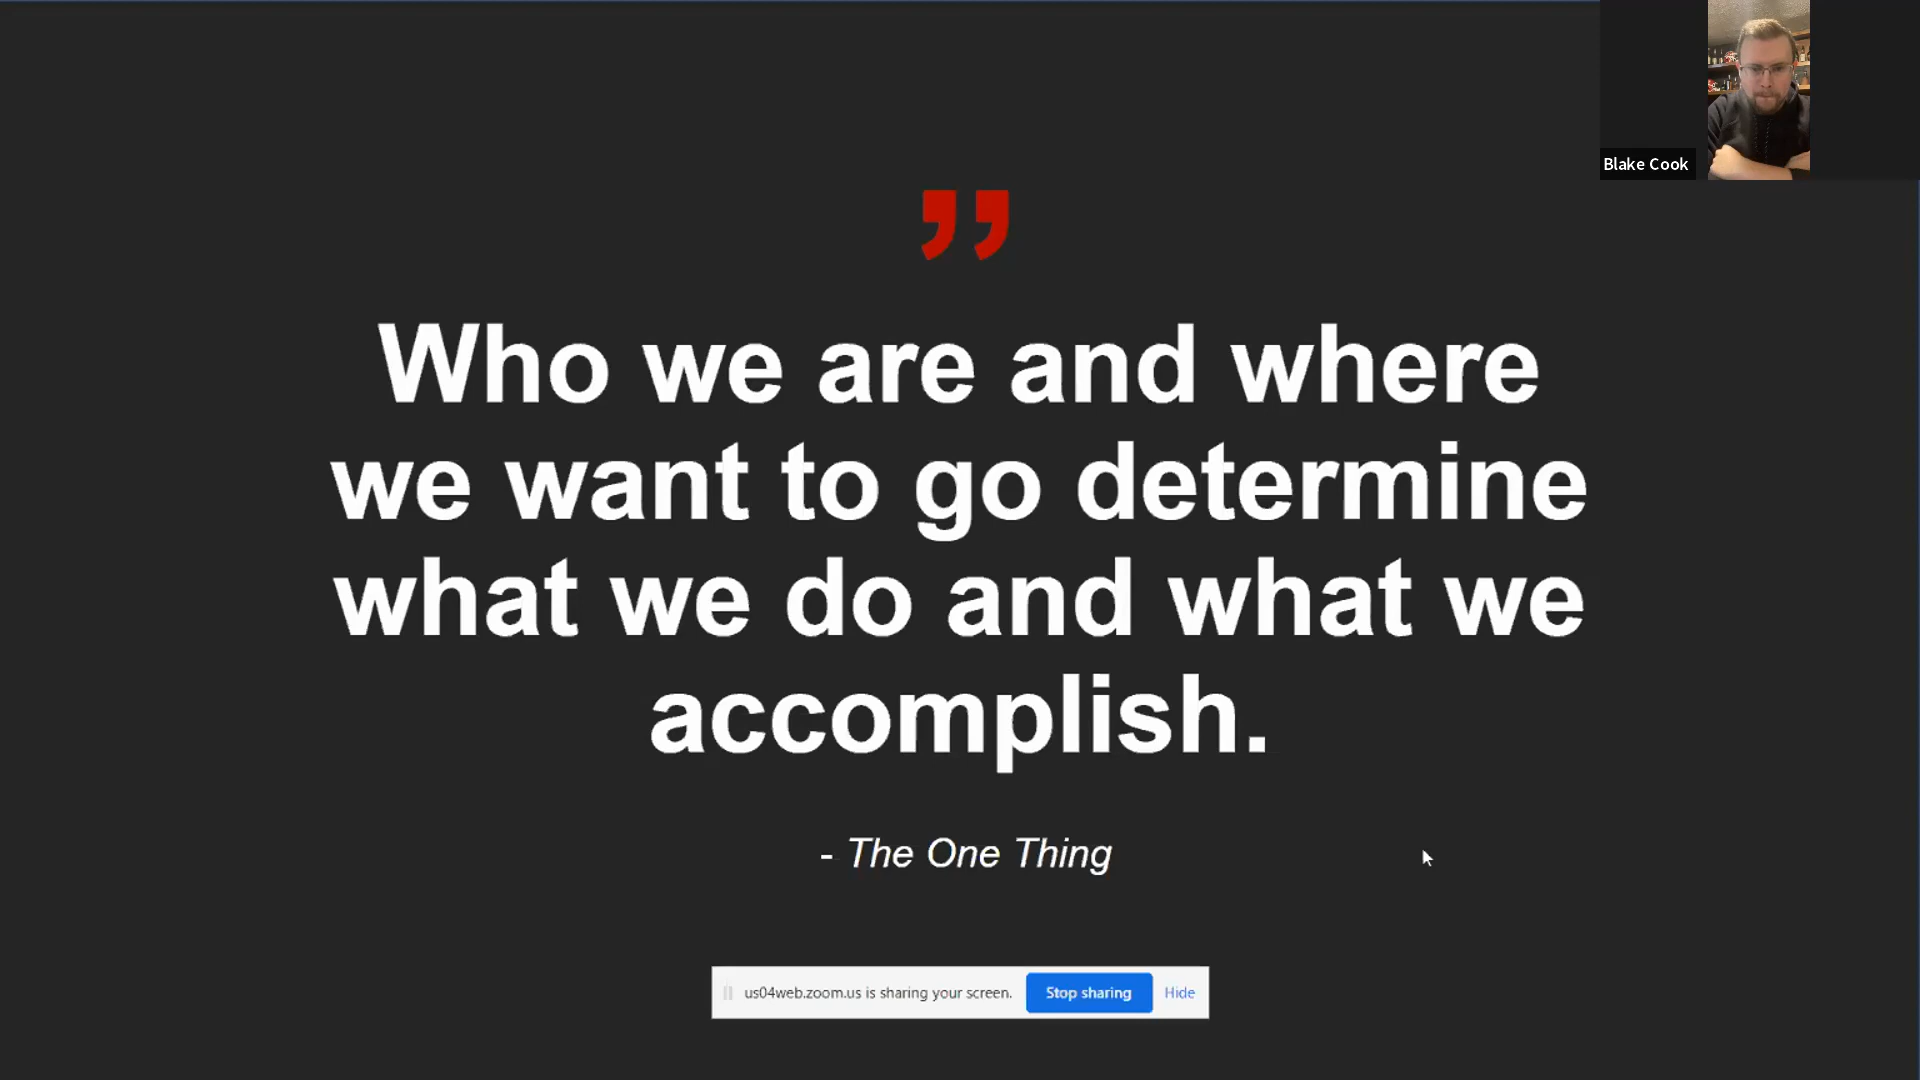 Blake Cook
”
Who we are and where
we want to go determine
what we do and what we
accomplish.
- The One Thing
us04web.zoom.us is sharing your screen. Stop sharing Hide